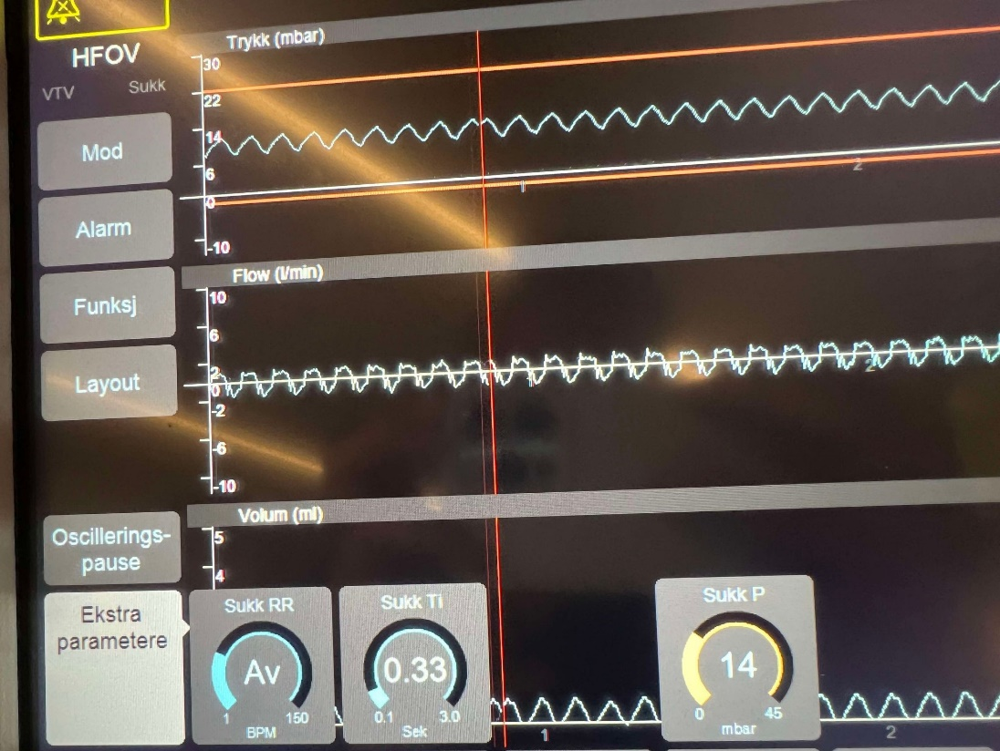 HFOV
VTV Sukk
Mod
Alarm
Funksj
Layout
Oscillerings-
pause
Ekstra
parametere
Trykk (mbar)
30
22
14
6
0
-10
1
2
Flow (l/min)
10
6
2
0
-2
-6
-10
1
2
Volum (ml)
5
4
1
2
Sukk RR
Av
1 150
BPM
Sukk Ti
0.33
0.1 3.0
Sek
Sukk P
14
0 45
mbar